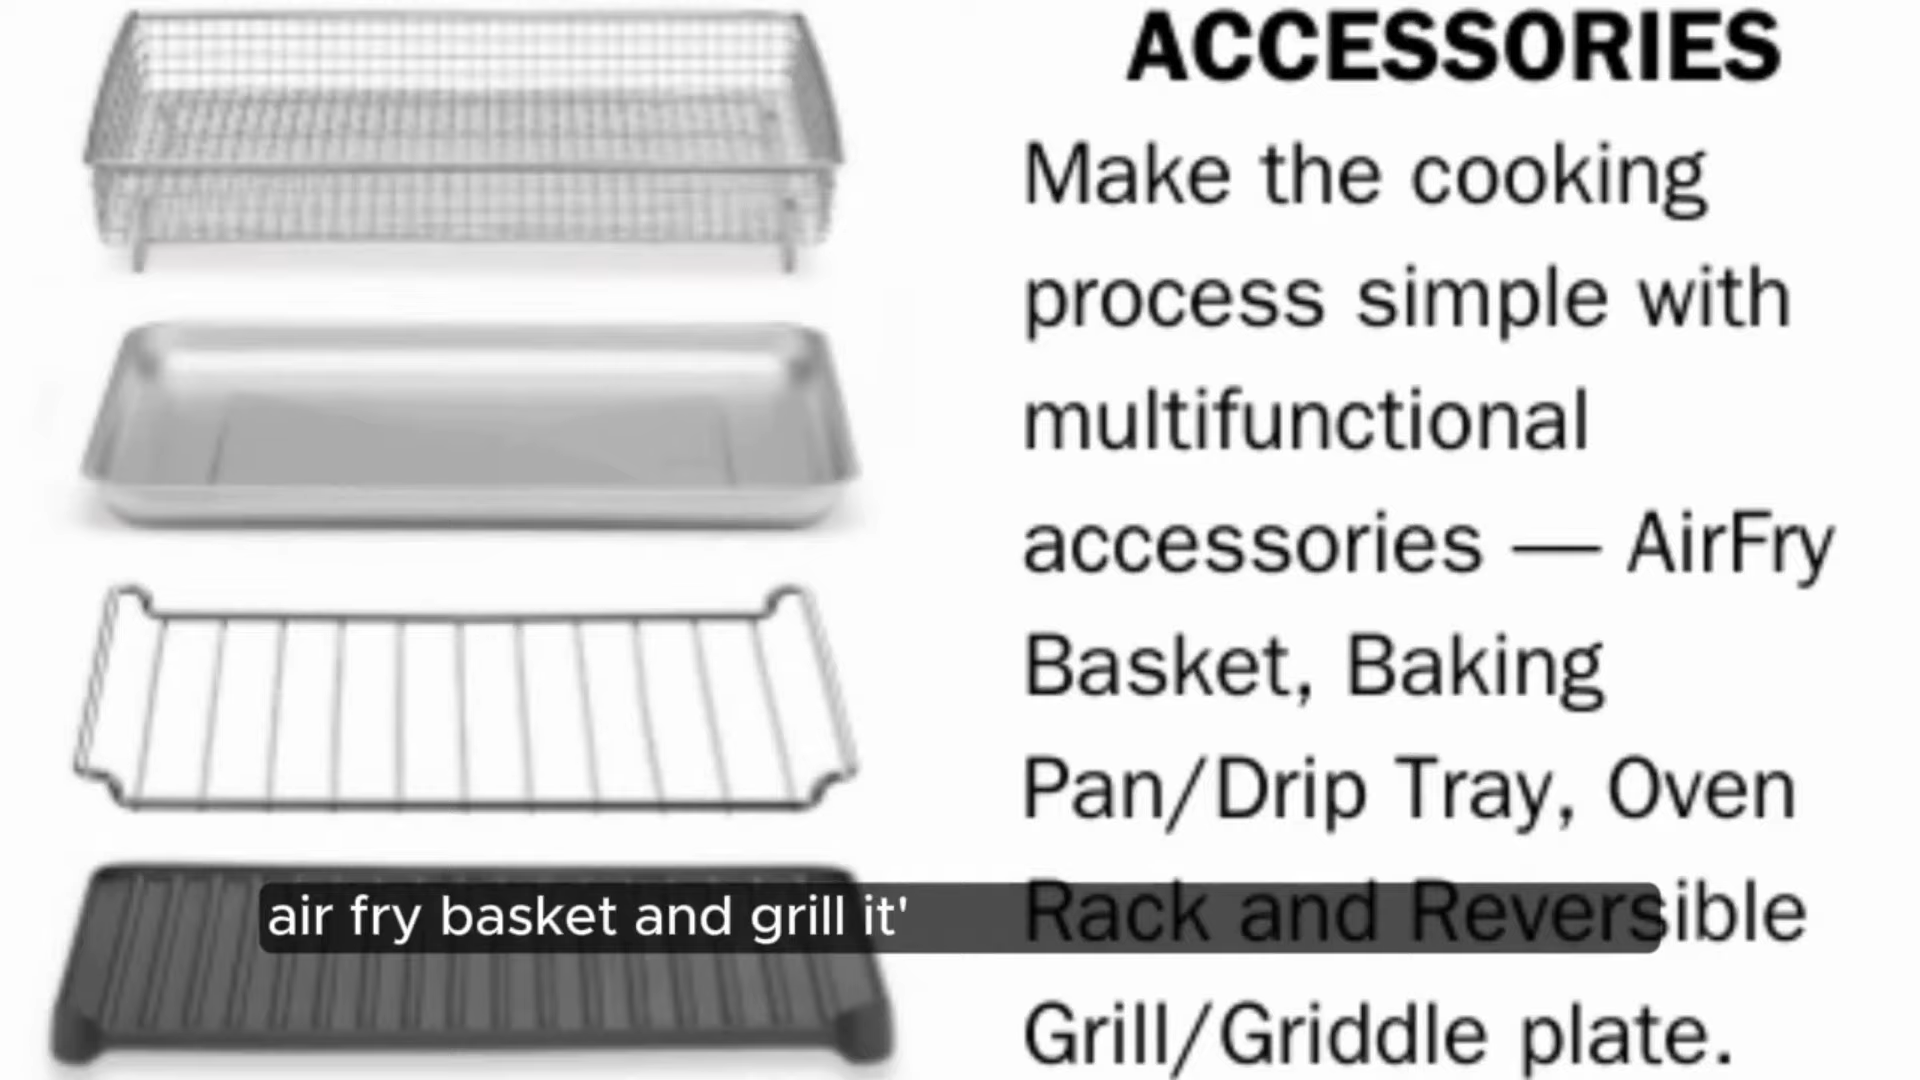 ACCESSORIES
Make the cooking
process simple with
multifunctional
accessories — AirFry
Basket, Baking
Pan/Drip Tray, Oven
Rack and Reversible
Grill/Griddle plate.
air fry basket and grill it'